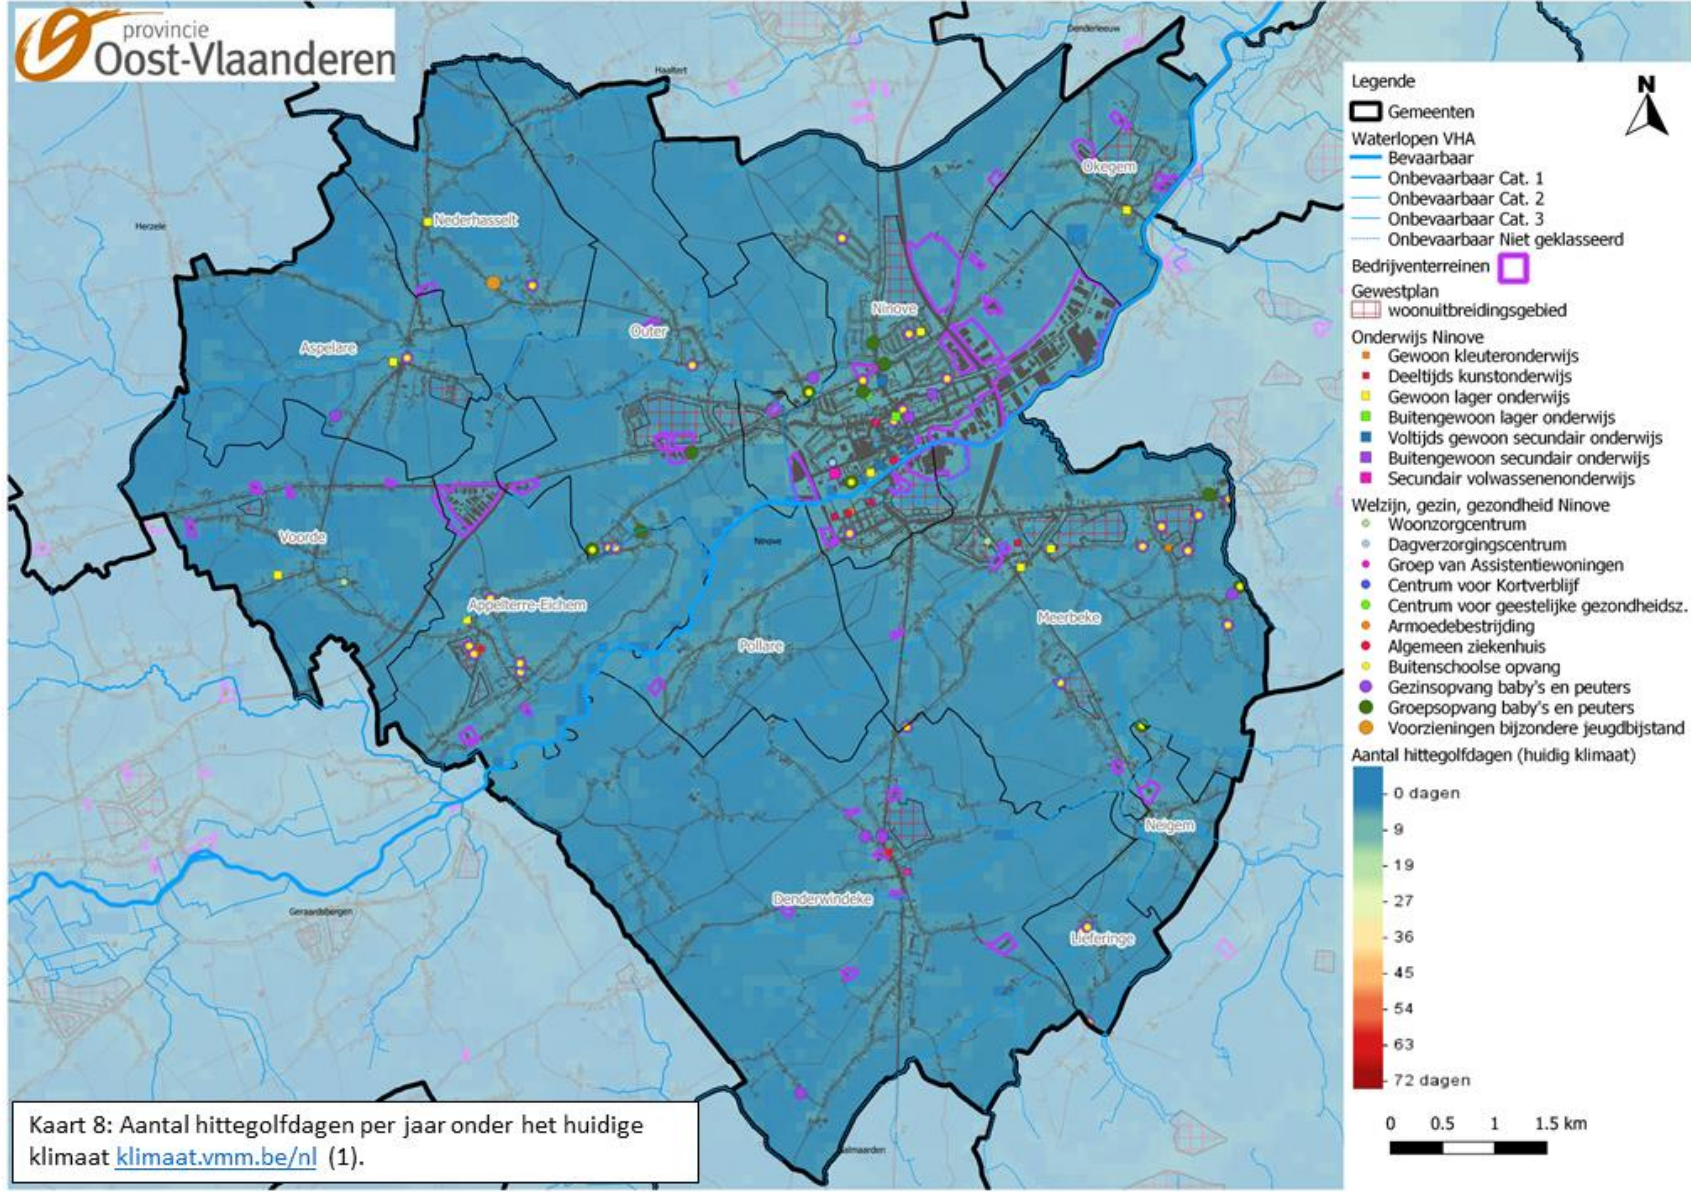 provincie
Oost-Vlaanderen
Denderleeuw
Haaltert
Okegem
Herzele
Nederhasselt
Ninove
Outer
Aspelare
Voorde
Ninove
Appelterre-Eichem
Meerbeke
Pollare
Neigem
Denderwindeke
Geraardsbergen
Lieferinge
Kaart 8: Aantal hittegolfdagen per jaar onder het huidige
klimaat klimaat.vmm.be/nl (1).
Legende
N
Gemeenten
Waterlopen VHA
Bevaarbaar
Onbevaarbaar Cat. 1
Onbevaarbaar Cat. 2
Onbevaarbaar Cat. 3
Onbevaarbaar Niet geklasseerd
Bedrijventerreinen
Gewestplan
woonuitbreidingsgebied
Onderwijs Ninove
Gewoon kleuteronderwijs
Deeltijds kunstonderwijs
Gewoon lager onderwijs
Buitengewoon lager onderwijs
Voltijds gewoon secundair onderwijs
Buitengewoon secundair onderwijs
Secundair volwassenenonderwijs
Welzijn, gezin, gezondheid Ninove
Woonzorgcentrum
Dagverzorgingscentrum
Groep van Assistentiewoningen
Centrum voor Kortverblijf
Centrum voor geestelijke gezondheidsz.
Armoedebestrijding
Algemeen ziekenhuis
Buitenschoolse opvang
Gezinsopvang baby's en peuters
Groepsopvang baby's en peuters
Voorzieningen bijzondere jeugdbijstand
Aantal hittegolfdagen (huidig klimaat)
0 dagen
9
19
27
36
45
54
63
72 dagen
0 0.5 1 1.5 km